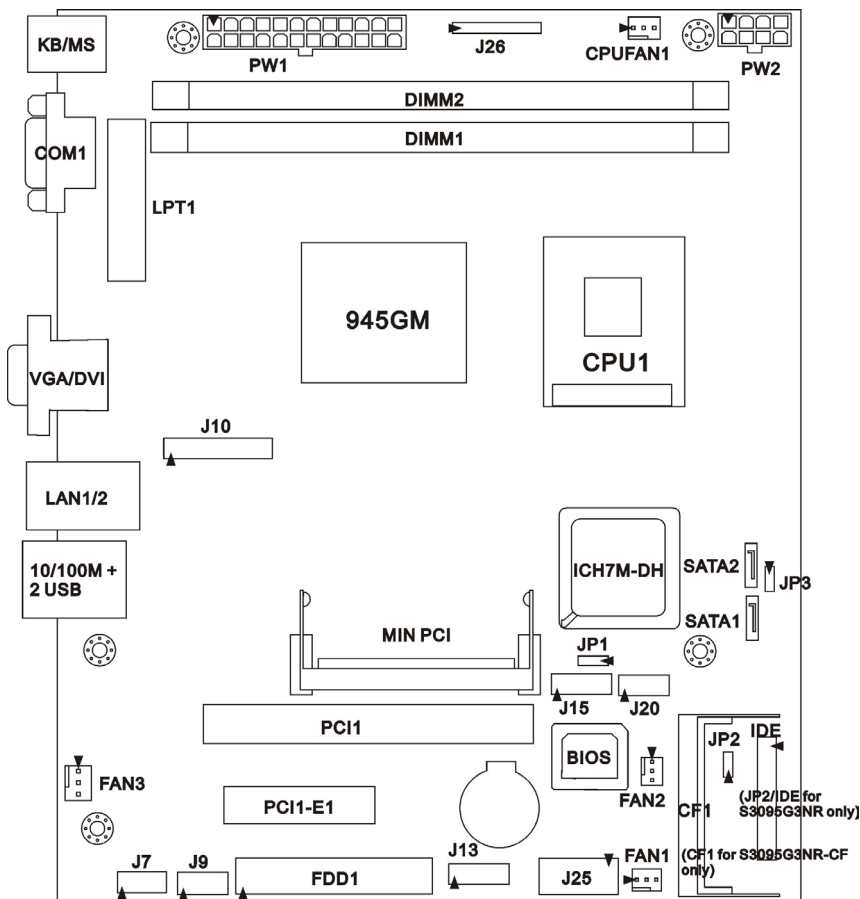 KB/MS
PW1
J26
CPUFAN1
PW2
DIMM2
DIMM1
COM1
LPT1
945GM
CPU1
VGA/DVI
J10
LAN1/2
10/100M +
2 USB
ICH7M-DH
SATA2
JP3
SATA1
MIN PCI
JP1
J15
J20
PCI1
BIOS
JP2
IDE
FAN3
PCI1-E1
FAN2
CF1
(JP2/IDE for
S3095G3NR only)
J7
J9
FDD1
J13
J25
FAN1
(CF1 for S3095G3NR-CF
only)